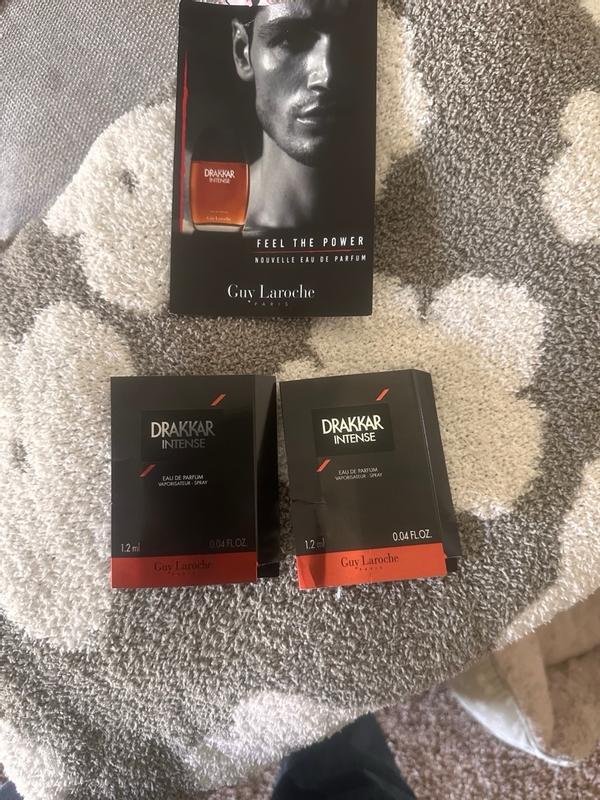 DRAKKAR
INTENSE
Guy Laroche
FEEL THE POWER
NOUVELLE EAU DE PARFUM
Guy Laroche
PARIS
DRAKKAR
INTENSE
EAU DE PARFUM
VAPORISATEUR - SPRAY
1.2 ml 0.04 FL.OZ.
Guy Laroche
PARIS
DRAKKAR
INTENSE
EAU DE PARFUM
VAPORISATEUR - SPRAY
1.2 ml 0.04 FL.OZ.
Guy Laroche
PARIS